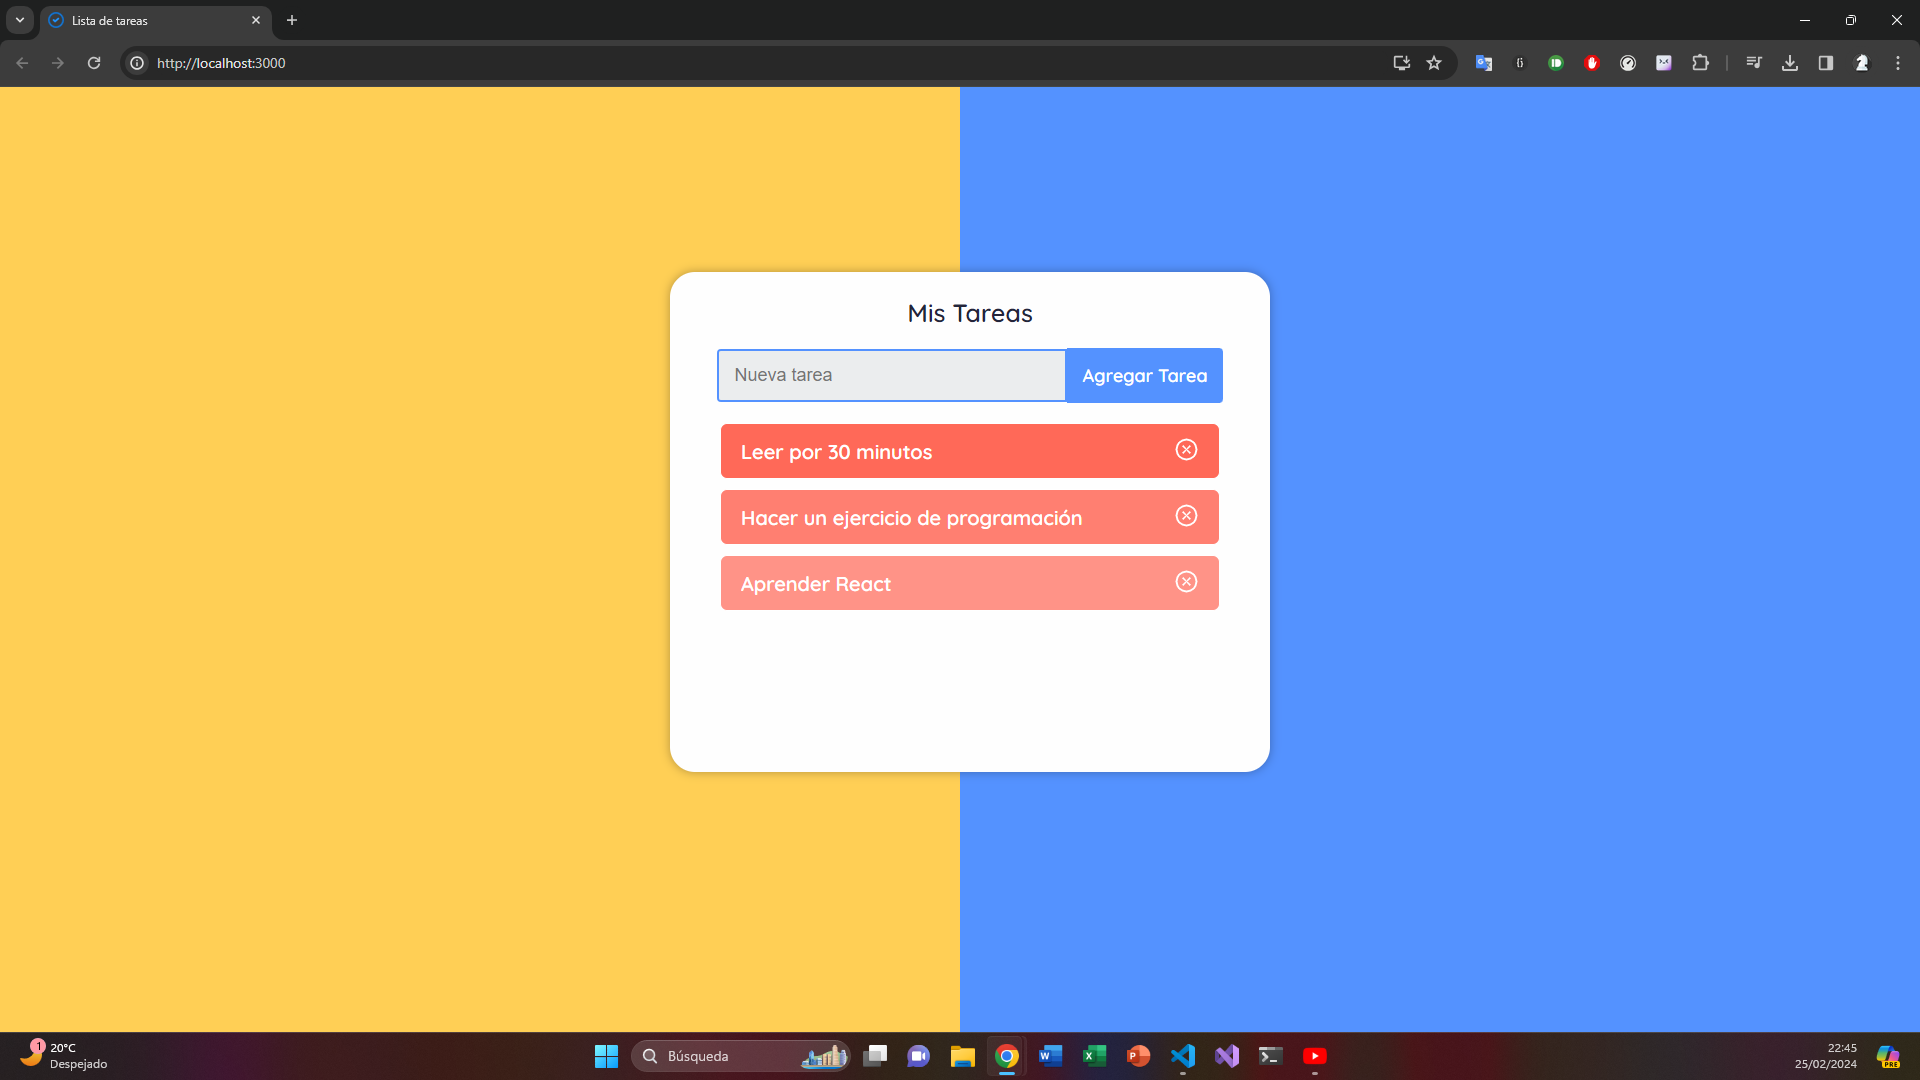 Lista de tareas
http://localhost:3000
Mis Tareas
Nueva tarea
Agregar Tarea
Leer por 30 minutos
Hacer un ejercicio de programación
Aprender React
1
20°C
Despejado
Búsqueda
22:45
25/02/2024
PRE